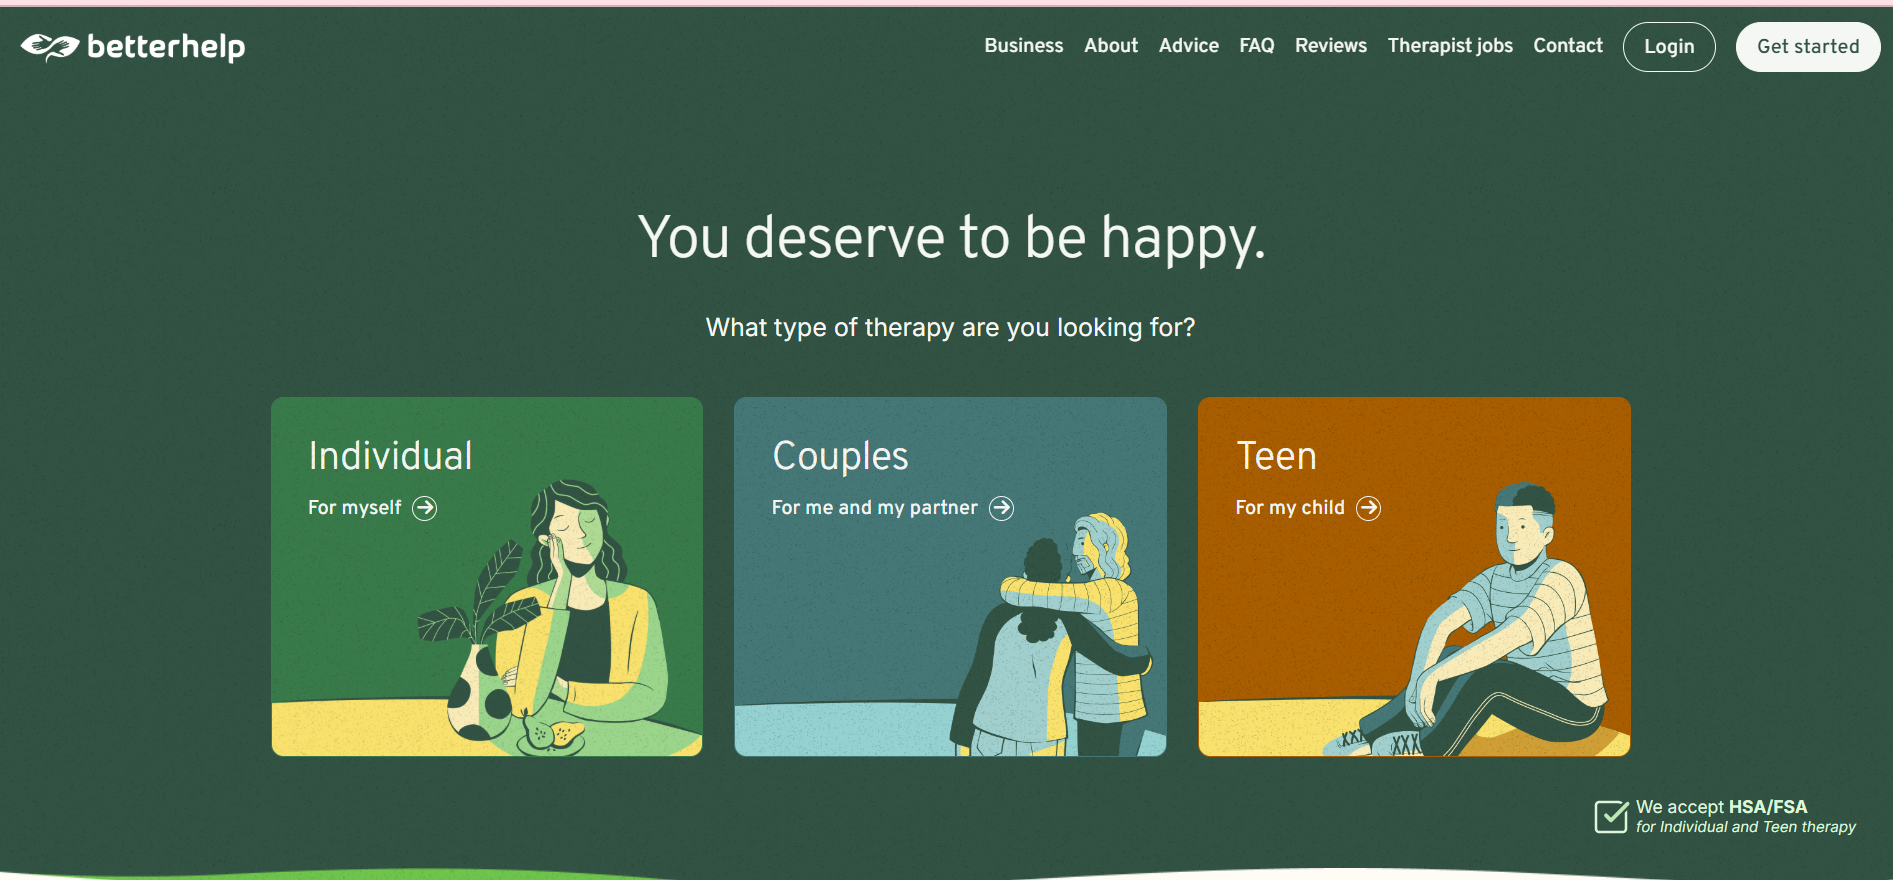 betterhelp
Business About Advice FAQ Reviews Therapist jobs Contact Login Get started
You deserve to be happy.
What type of therapy are you looking for?
Individual
For myself
Couples
For me and my partner
Teen
For my child
We accept HSA/FSA
for Individual and Teen therapy